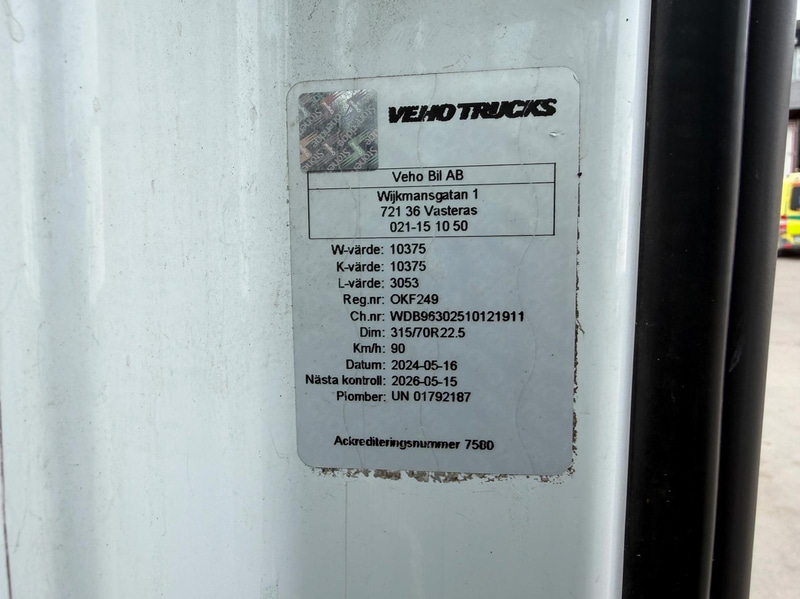 VEHO TRUCKS
Veho Bil AB
Wijkmansgatan 1
721 36 Vasteras
021-15 10 50
W-värde: 10375
K-värde: 10375
L-värde: 3053
Reg.nr: OKF249
Ch.nr: WDB96302510121911
Dim: 315/70R22.5
Km/h: 90
Datum: 2024-05-16
Nästa kontroll: 2026-05-15
Plomber: UN 01792187
Ackrediteringsnummer 7580